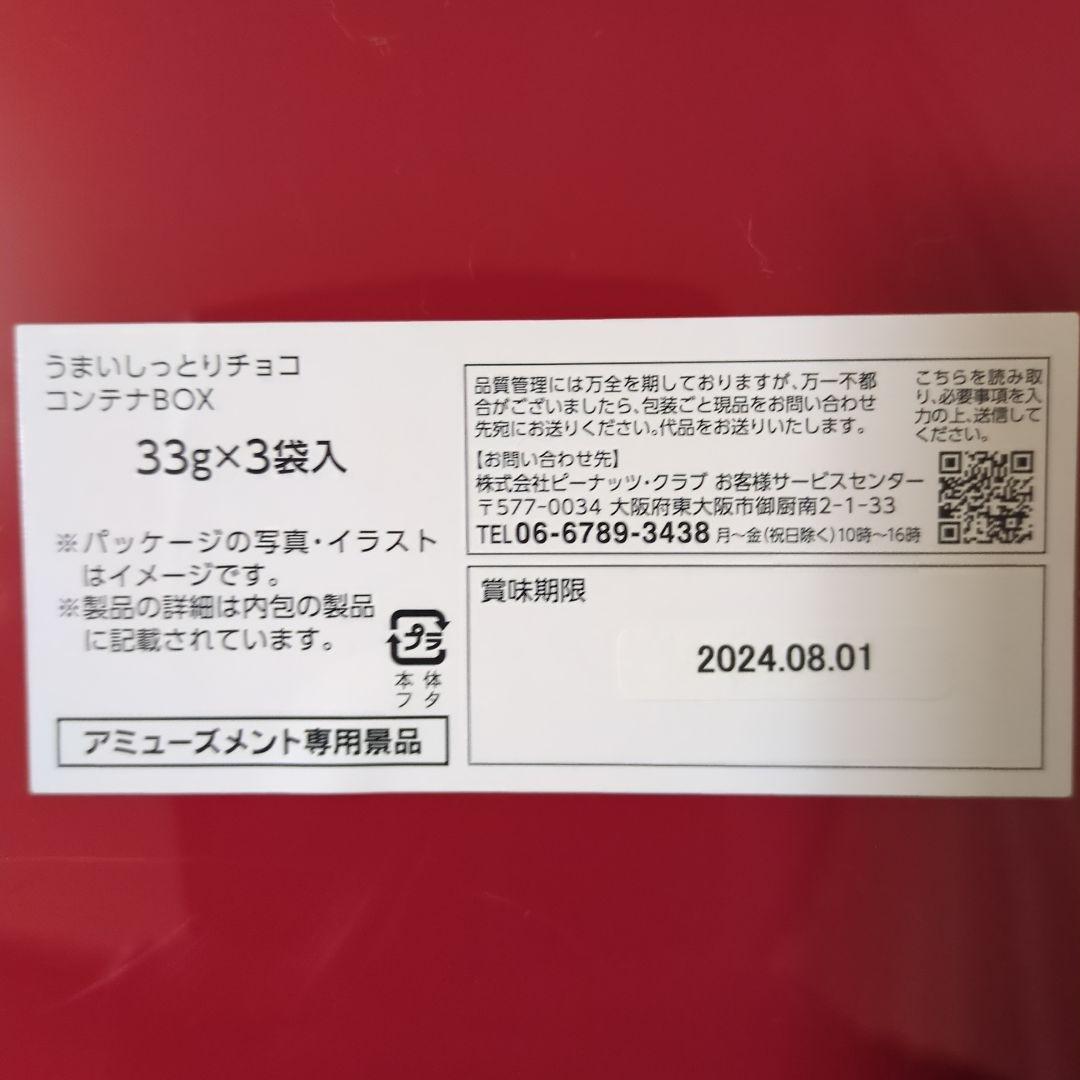 うまいしっとりチョコ
コンテナBOX
33g×3袋入
※パッケージの写真・イラスト
はイメージです。
※製品の詳細は内包の製品
に記載されています。
プラ
本体
フタ
アミューズメント専用景品
品質管理には万全を期しておりますが、万一不都
合がございましたら、包装ごと現品をお問い合わせ
先宛にお送りください。代品をお送りいたします。
【お問い合わせ先】
株式会社ピーナッツ・クラブ お客様サービスセンター
〒577-0034 大阪府東大阪市御厨南2-1-33
TEL06-6789-3438 月～金(祝日除く)10時～16時
こちらを読み取
り、必要事項を入
力の上、送信して
ください。
賞味期限
2024.08.01